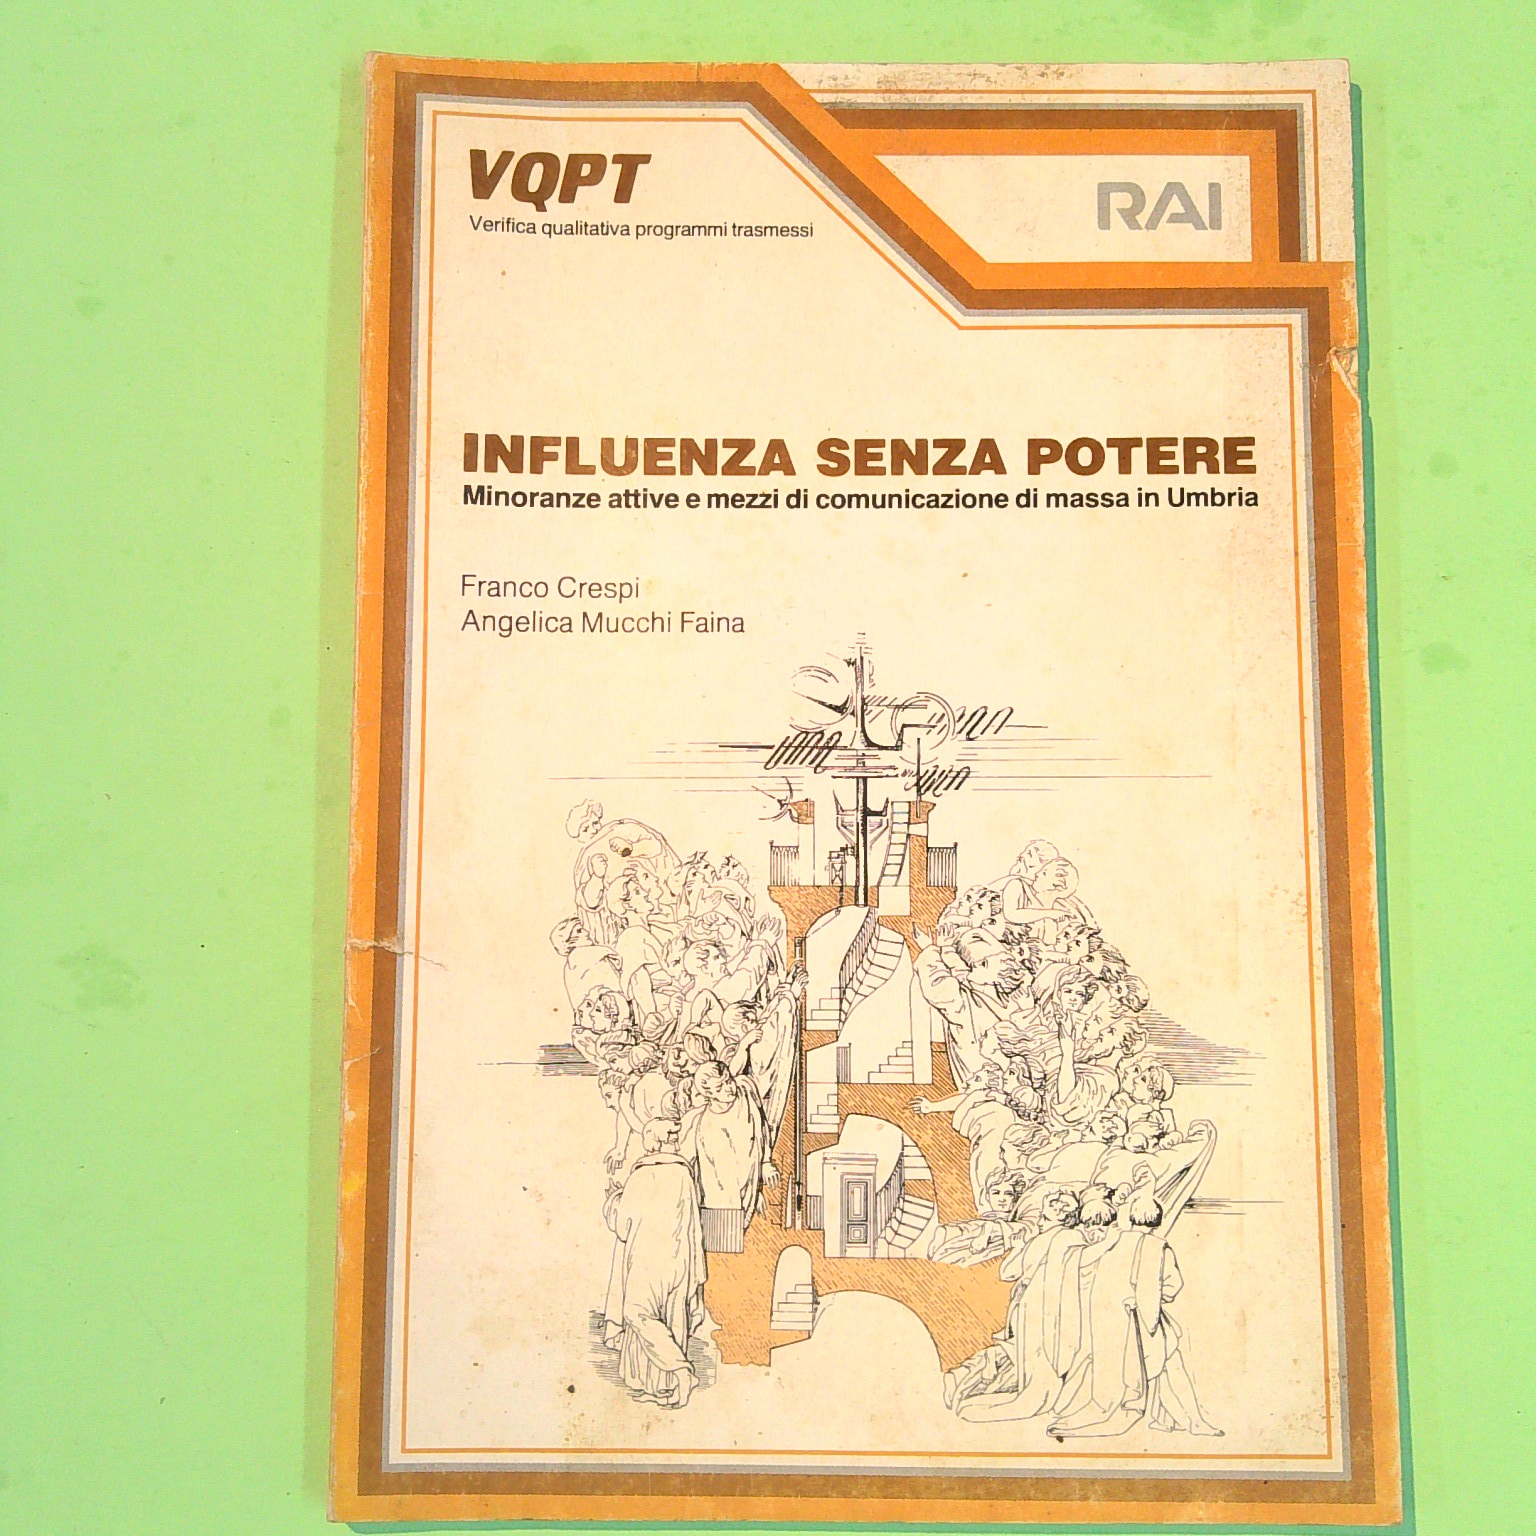 VQPT
Verifica qualitativa programmi trasmessi
RAI
INFLUENZA SENZA POTERE
Minoranze attive e mezzi di comunicazione di massa in Umbria
Franco Crespi
Angelica Mucchi Faina